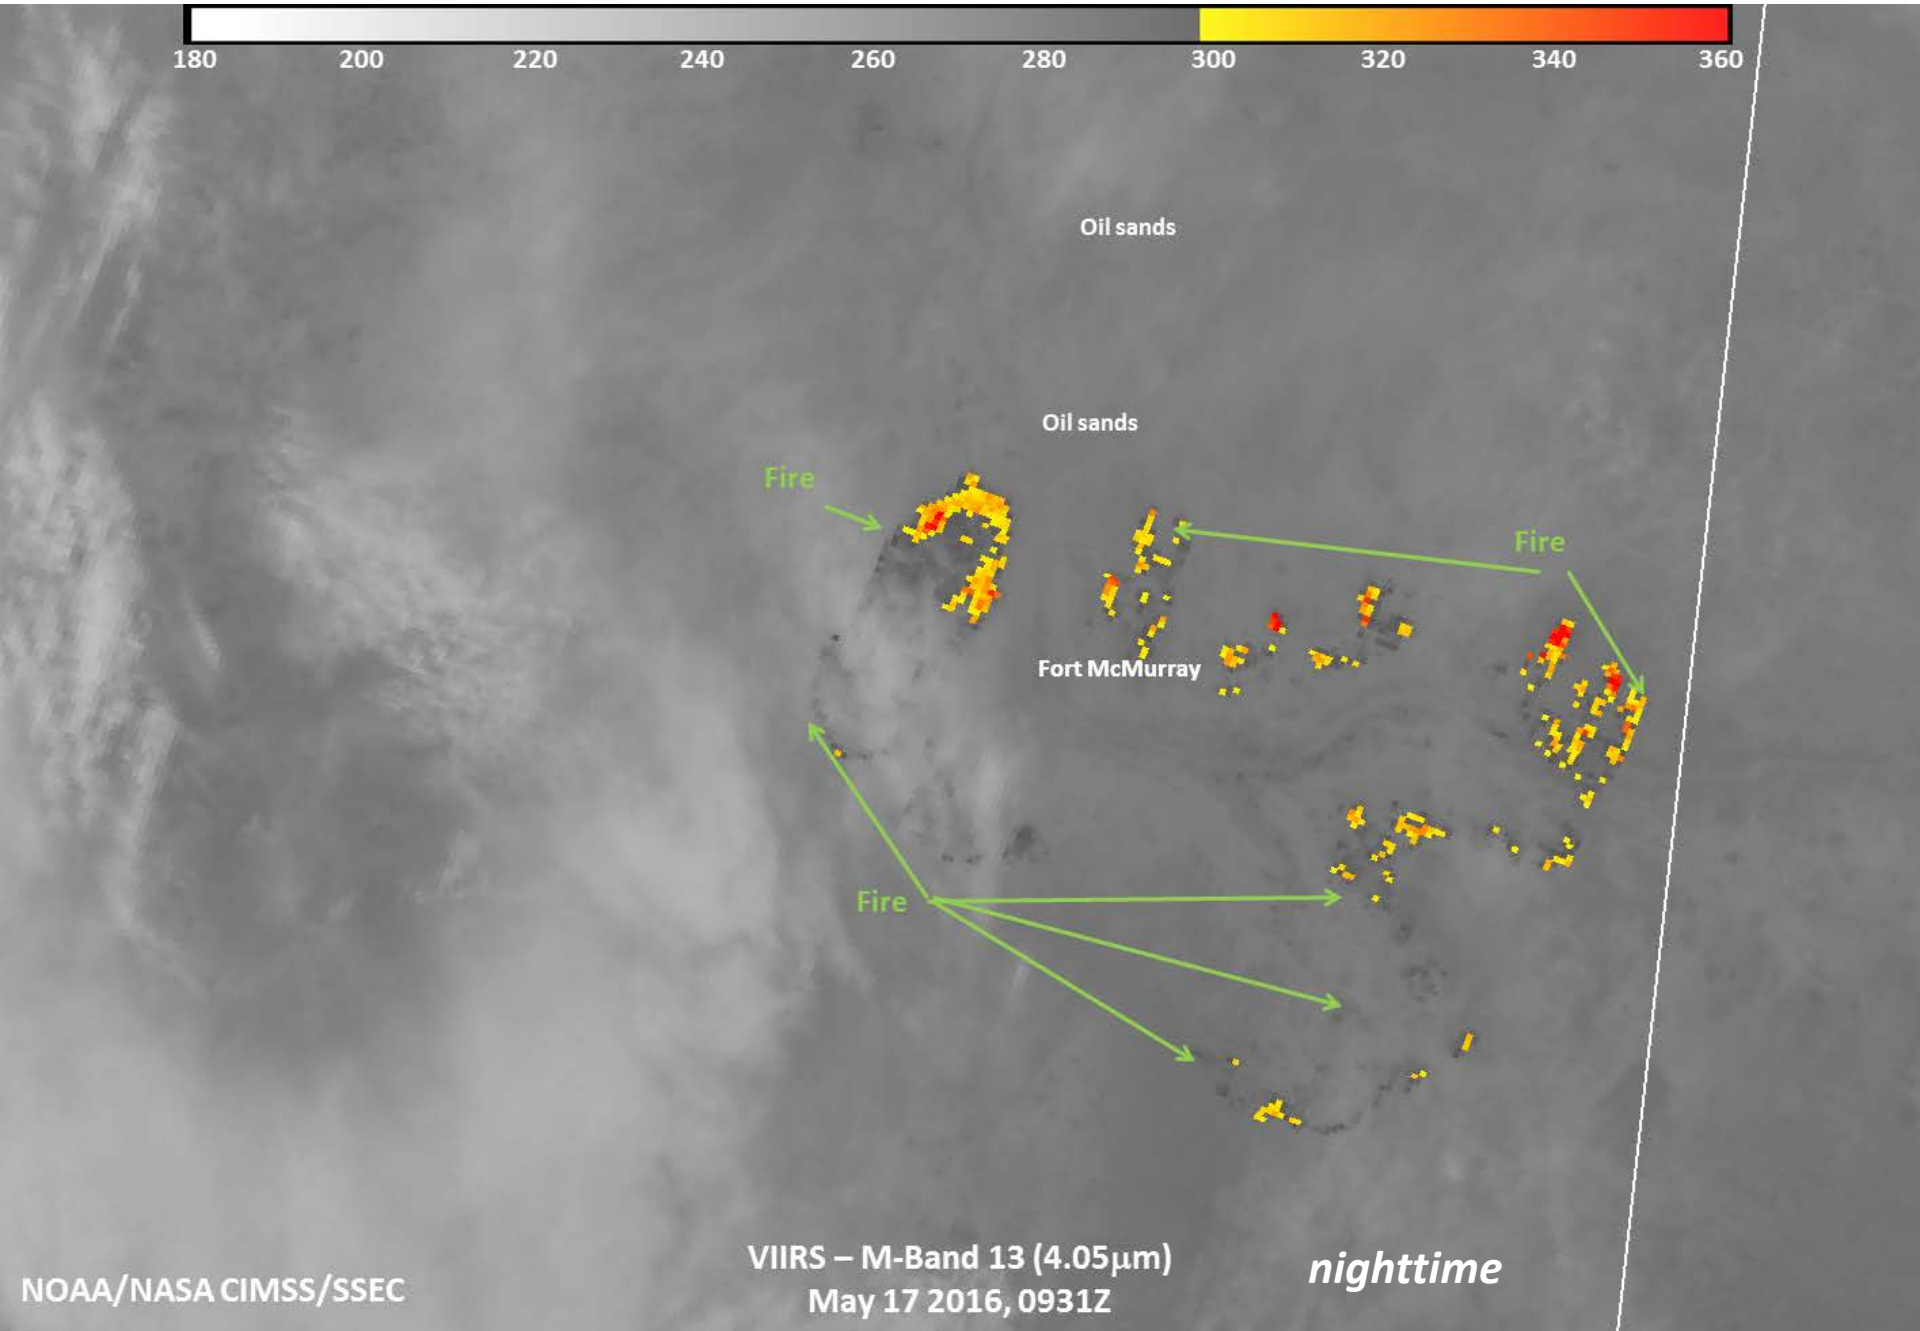 180 200 220 240 260 280 300 320 340 360
Oil sands
Oil sands
Fire
Fire
Fort McMurray
Fire
VIIRS – M-Band 13 (4.05μm)
nighttime
NOAA/NASA CIMSS/SSEC
May 17 2016, 0931Z